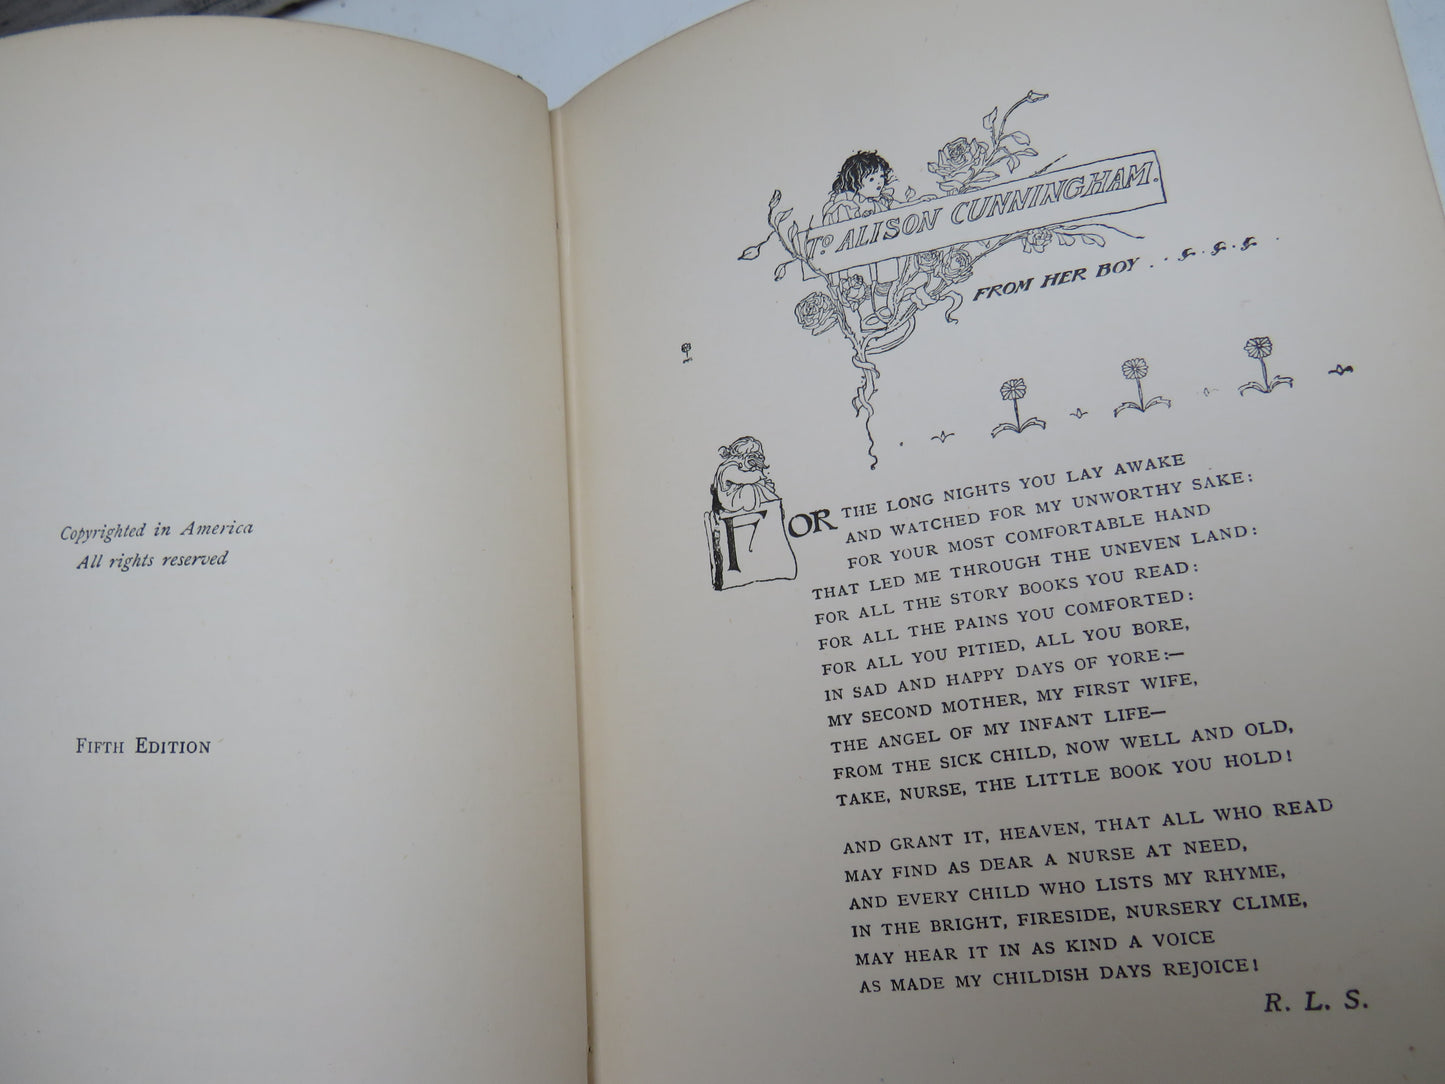 Copyrighted in America
All rights reserved
FIFTH EDITION
TO ALISON CUNNINGHAM.
FROM HER BOY . .
FOR THE LONG NIGHTS YOU LAY AWAKE
AND WATCHED FOR MY UNWORTHY SAKE:
FOR YOUR MOST COMFORTABLE HAND
THAT LED ME THROUGH THE UNEVEN LAND:
FOR ALL THE STORY BOOKS YOU READ:
FOR ALL THE PAINS YOU COMFORTED:
FOR ALL YOU PITIED, ALL YOU BORE,
IN SAD AND HAPPY DAYS OF YORE:—
MY SECOND MOTHER, MY FIRST WIFE,
THE ANGEL OF MY INFANT LIFE—
FROM THE SICK CHILD, NOW WELL AND OLD,
TAKE, NURSE, THE LITTLE BOOK YOU HOLD!
AND GRANT IT, HEAVEN, THAT ALL WHO READ
MAY FIND AS DEAR A NURSE AT NEED,
AND EVERY CHILD WHO LISTS MY RHYME,
IN THE BRIGHT, FIRESIDE, NURSERY CLIME,
MAY HEAR IT IN AS KIND A VOICE
AS MADE MY CHILDISH DAYS REJOICE!
R. L. S.